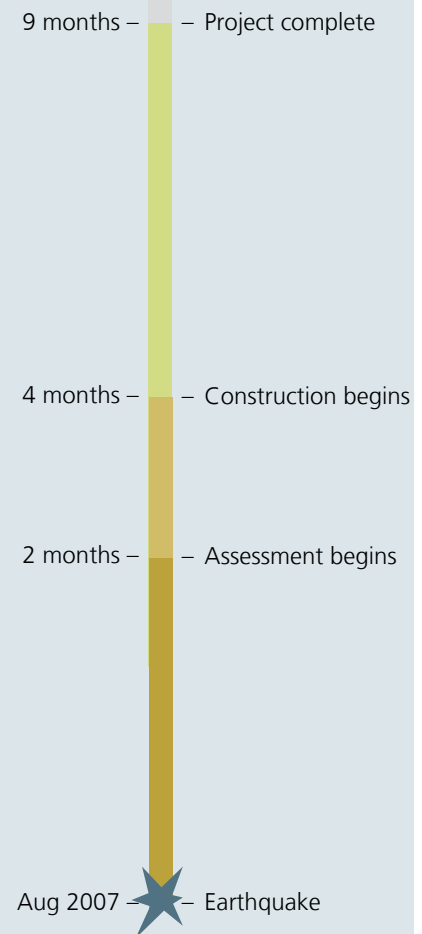 9 months – – Project complete
4 months – – Construction begins
2 months – – Assessment begins
Aug 2007 – – Earthquake